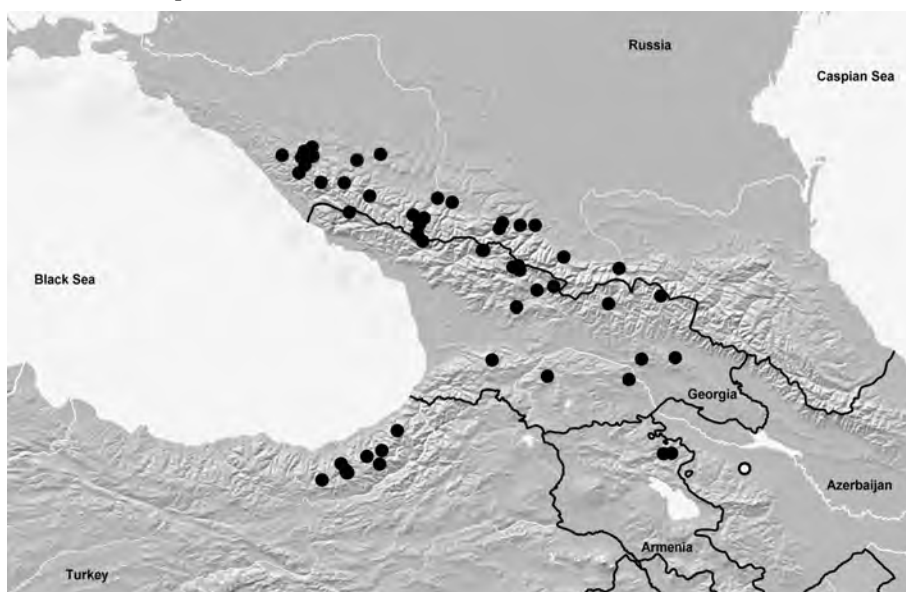 Russia
Caspian Sea
Black Sea
Georgia
Azerbaijan
Armenia
Turkey